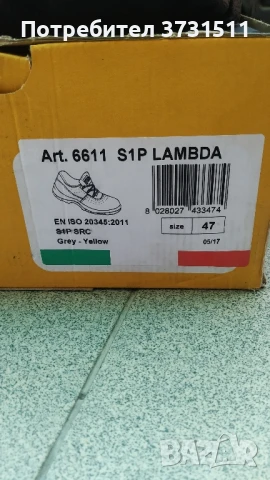 Потребител 3731511
Art. 6611 S1P LAMBDA
EN ISO 20345:2011
S1P SRC
Grey - Yellow
8 028027 433474
size 47
05/17
BAZAR